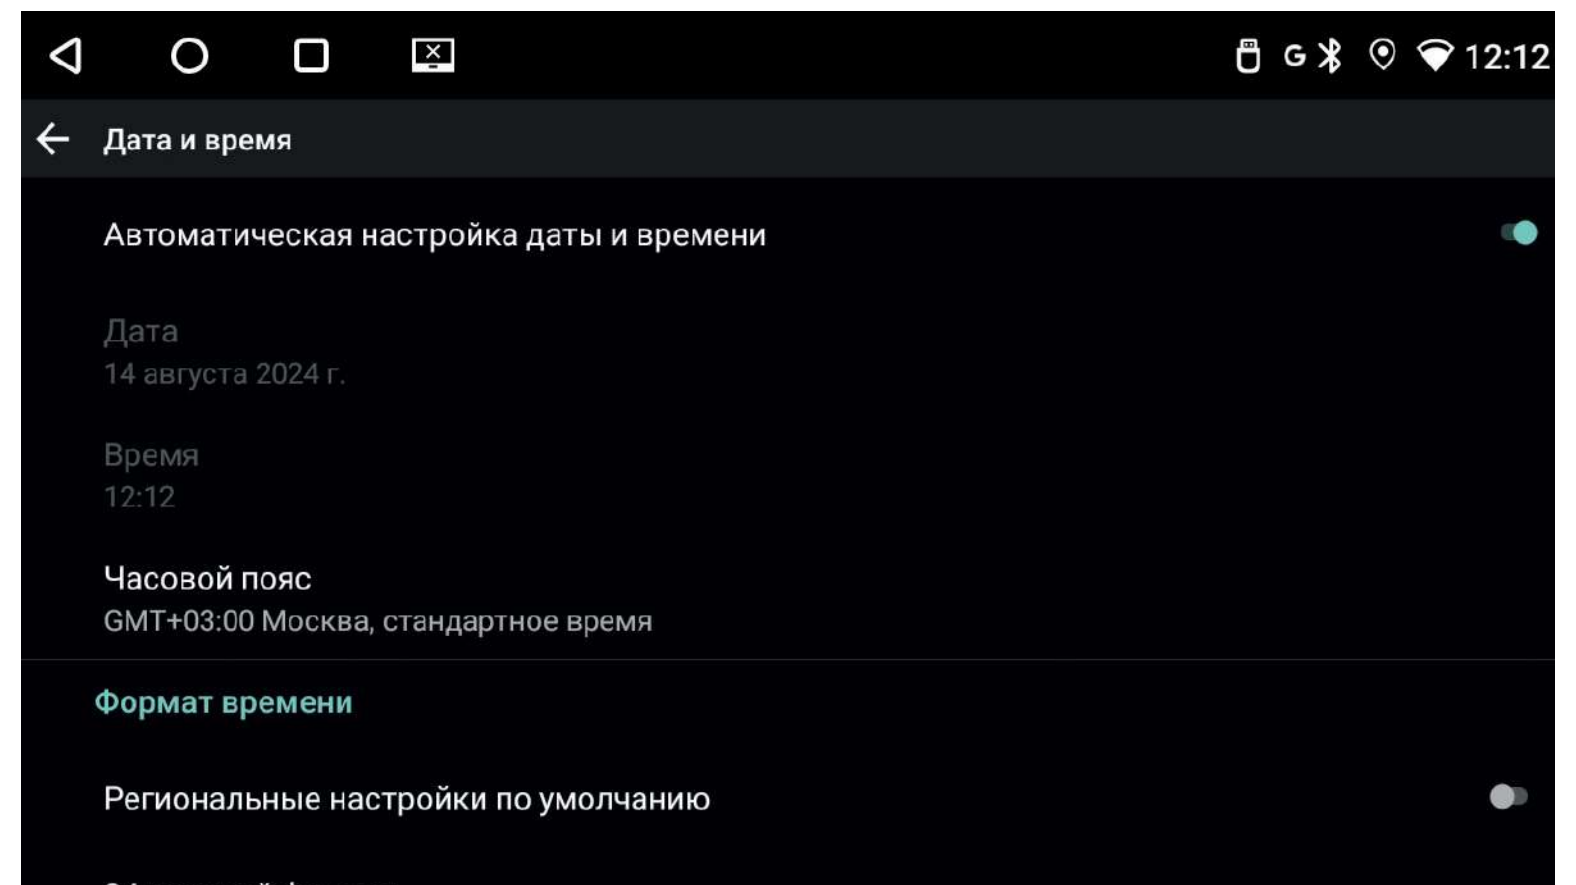 G 12:12
Дата и время
Автоматическая настройка даты и времени
Дата
14 августа 2024 г.
Время
12:12
Часовой пояс
GMT+03:00 Москва, стандартное время
Формат времени
Региональные настройки по умолчанию